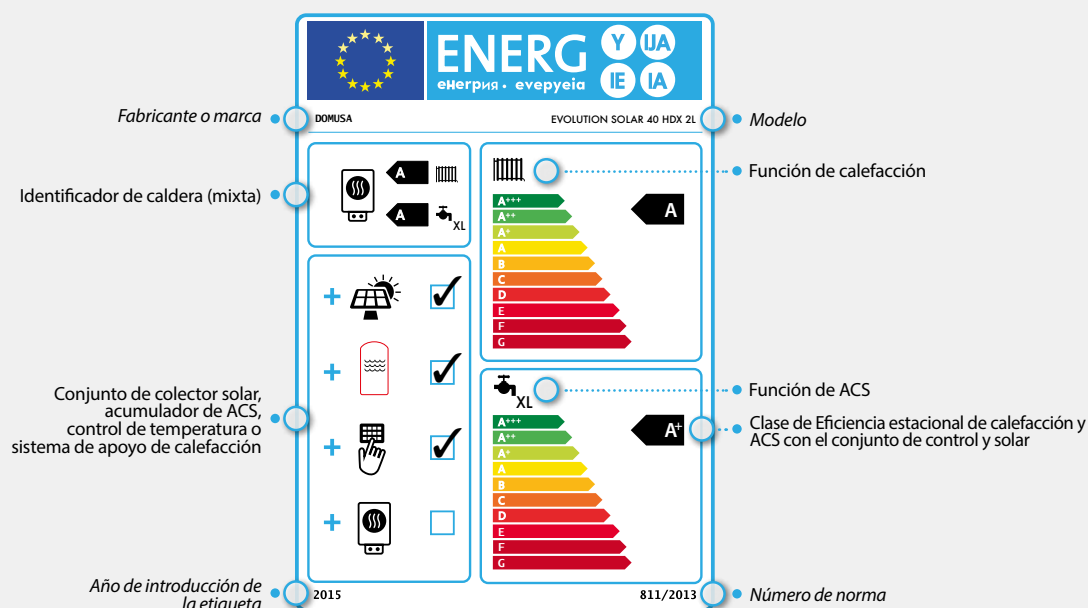 ENERG
Y
IJA
IE
IA
енергия · ενεργεια
Fabricante o marca
DOMUSA
EVOLUTION SOLAR 40 HDX 2L
Modelo
Identificador de caldera (mixta)
A
A
XL
Función de calefacción
A+++
A++
A+
A
B
C
D
E
F
G
A
Conjunto de colector solar,
acumulador de ACS,
control de temperatura o
sistema de apoyo de calefacción
+
+
+
+
XL
Función de ACS
A+++
A++
A+
A
B
C
D
E
F
G
A+
Clase de Eficiencia estacional de calefacción y
ACS con el conjunto de control y solar
Año de introducción de
la etiqueta
2015
811/2013
Número de norma